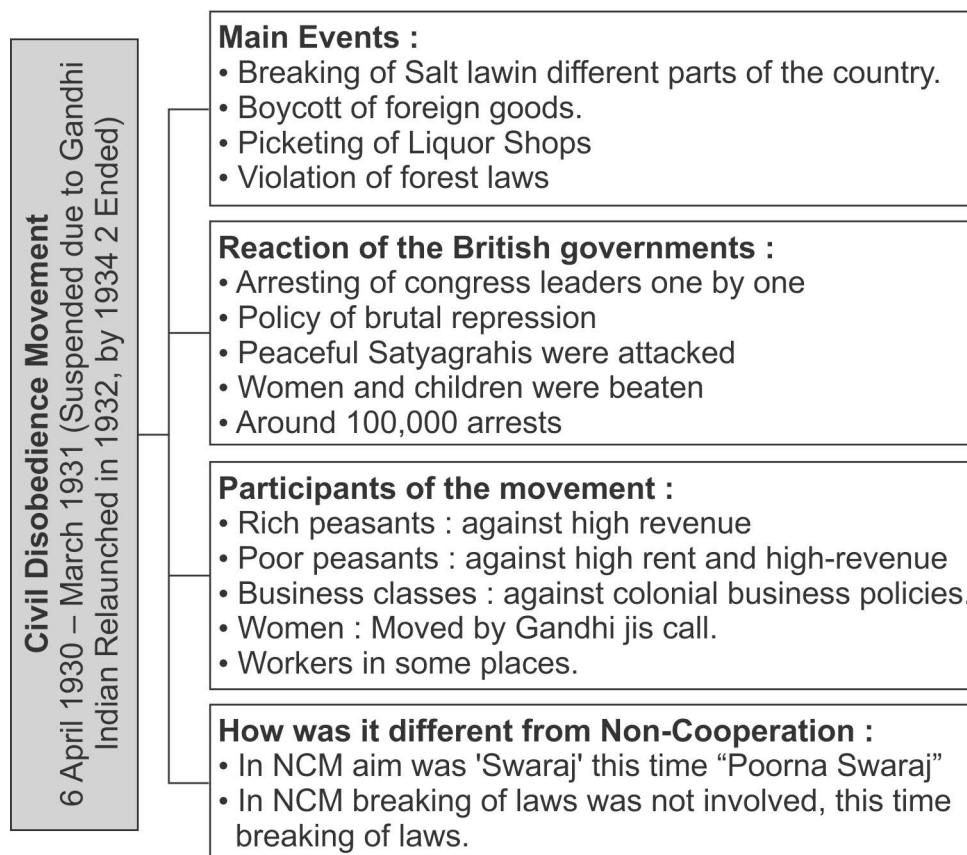 Civil Disobedience Movement
6 April 1930 – March 1931 (Suspended due to Gandhi
Indian Relaunched in 1932, by 1934 2 Ended)
Main Events :
• Breaking of Salt lawin different parts of the country.
• Boycott of foreign goods.
• Picketing of Liquor Shops
• Violation of forest laws
Reaction of the British governments :
• Arresting of congress leaders one by one
• Policy of brutal repression
• Peaceful Satyagrahis were attacked
• Women and children were beaten
• Around 100,000 arrests
Participants of the movement :
• Rich peasants : against high revenue
• Poor peasants : against high rent and high-revenue
• Business classes : against colonial business policies.
• Women : Moved by Gandhi jis call.
• Workers in some places.
How was it different from Non-Cooperation :
• In NCM aim was 'Swaraj' this time “Poorna Swaraj”
• In NCM breaking of laws was not involved, this time
breaking of laws.